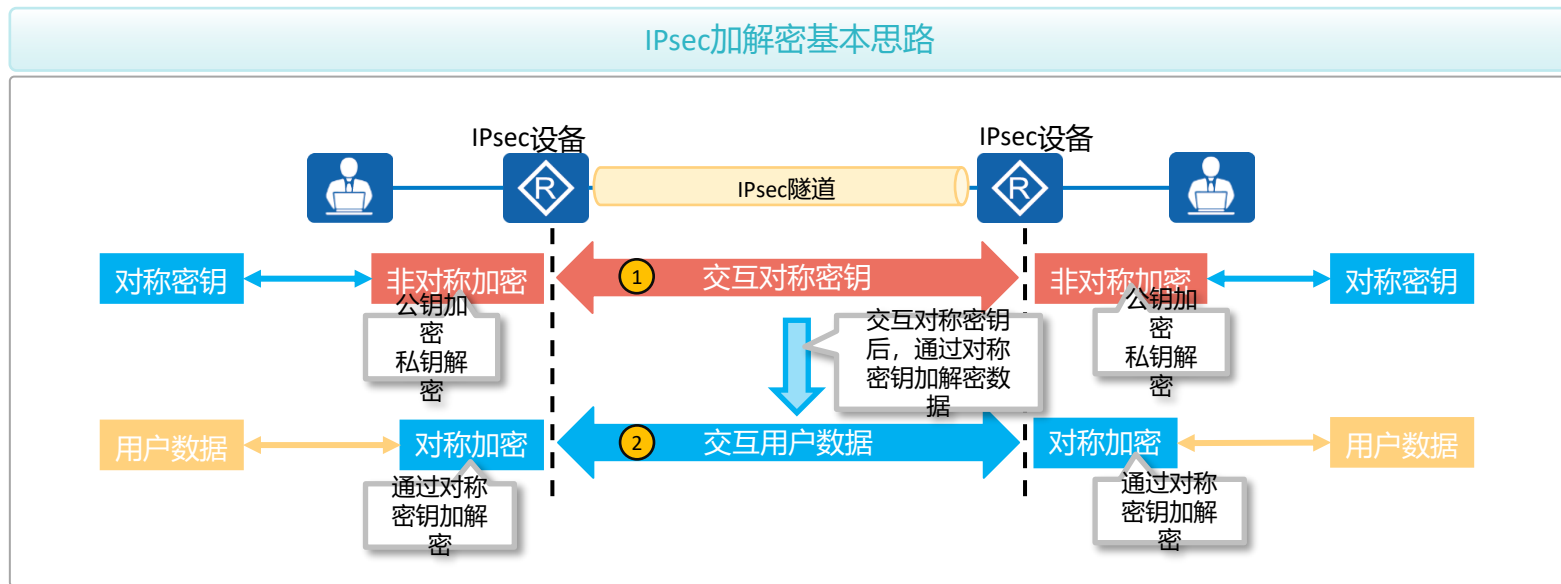 IPsec加解密基本思路
IPsec设备
IPsec设备
R
IPsec隧道
R
对称密钥
非对称加密
1
交互对称密钥
非对称加密
对称密钥
公钥加
密
私钥解
密
交互对称密钥
后，通过对称
密钥加解密数
据
公钥加
密
私钥解
密
用户数据
对称加密
2
交互用户数据
对称加密
用户数据
通过对称
密钥加解
密
通过对称
密钥加解
密